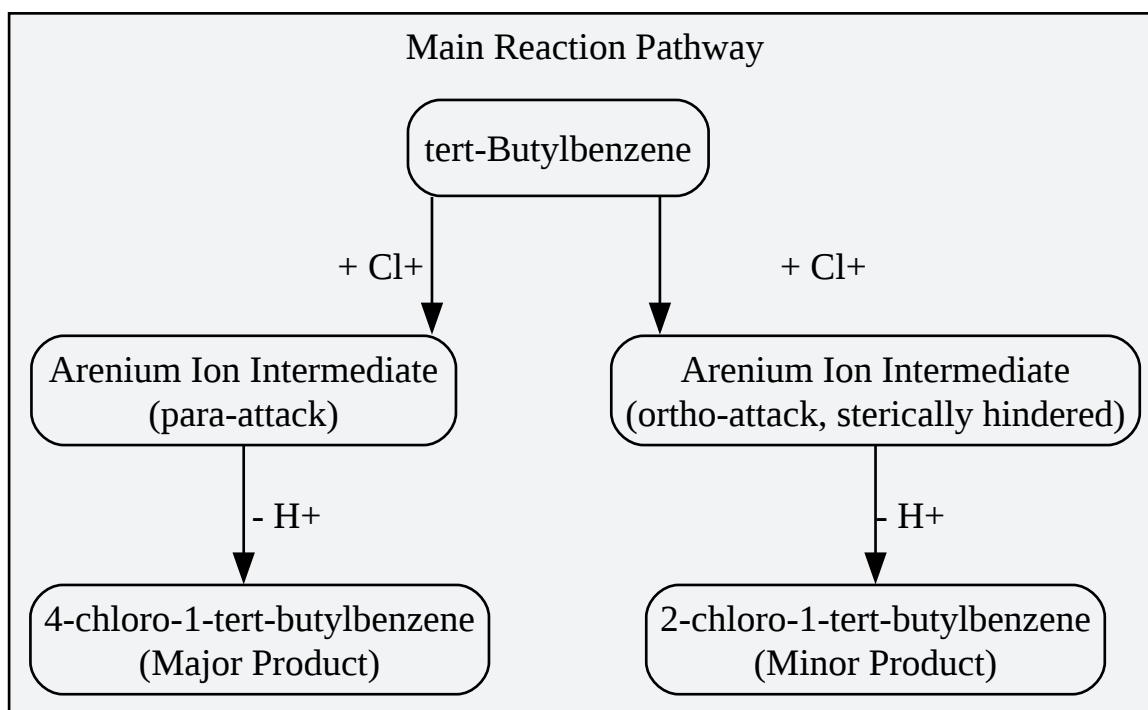 Main Reaction Pathway
tert-Butylbenzene
+ Cl+
+ Cl+
Arenium Ion Intermediate
(para-attack)
Arenium Ion Intermediate
(ortho-attack, sterically hindered)
- H+
- H+
4-chloro-1-tert-butylbenzene
(Major Product)
2-chloro-1-tert-butylbenzene
(Minor Product)